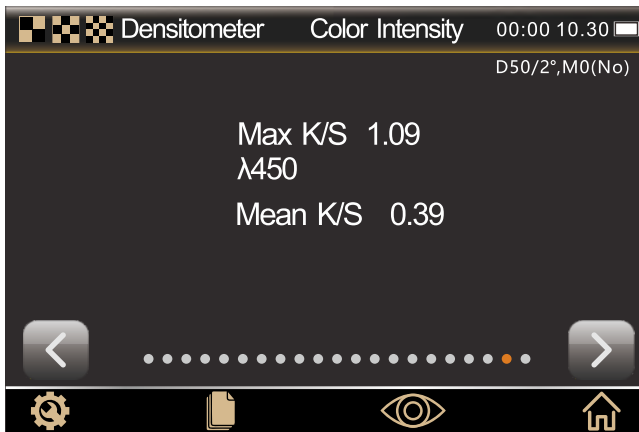 Densitometer Color Intensity 00:00 10.30
D50/2°,M0(No)
Max K/S 1.09
λ450
Mean K/S 0.39